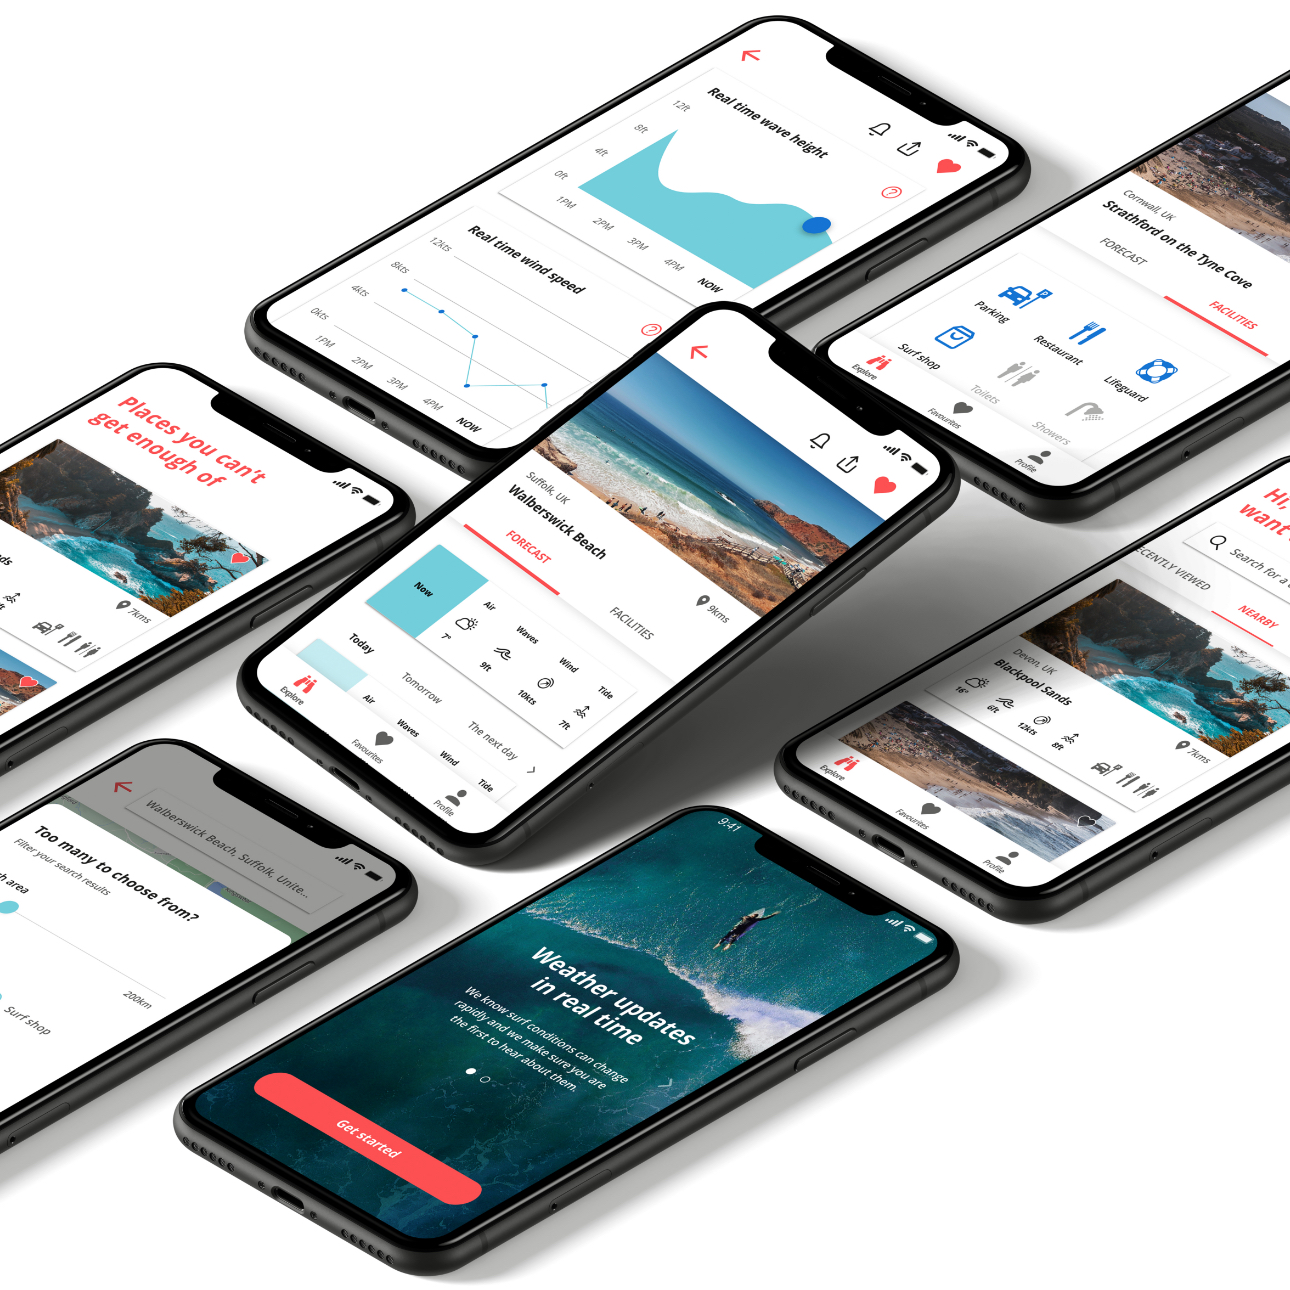 Real time wave height
12ft
8ft
4ft
0ft
1PM
2PM
3PM
4PM
NOW
Real time wind speed
12kts
8kts
4kts
0kts
1PM
2PM
3PM
4PM
NOW
Cornwall, UK
Strathford on the Tyne Cove
FORECAST
FACILITIES
Parking
Restaurant
Lifeguard
Surf shop
Toilets
Showers
Explore
Favourites
Profile
Places you can't
get enough of
7kms
Suffolk, UK
Walberswick Beach
9kms
FORECAST
FACILITIES
Now
Air
Waves
Wind
Tide
7°
9ft
10kts
7ft
Today
Tomorrow
The next day
Air
Waves
Wind
Tide
Explore
Favourites
Profile
Hi,
want
Search for a
RECENTLY VIEWED
NEARBY
Devon, UK
Blackpool Sands
7kms
16°
6ft
12kts
8ft
Explore
Favourites
Profile
Walberswick Beach, Suffolk, Unite...
Too many to choose from?
Filter your search results
area
200km
Surf shop
9:41
Weather updates
in real time
We know surf conditions can change
rapidly and we make sure you are
the first to hear about them.
Get started